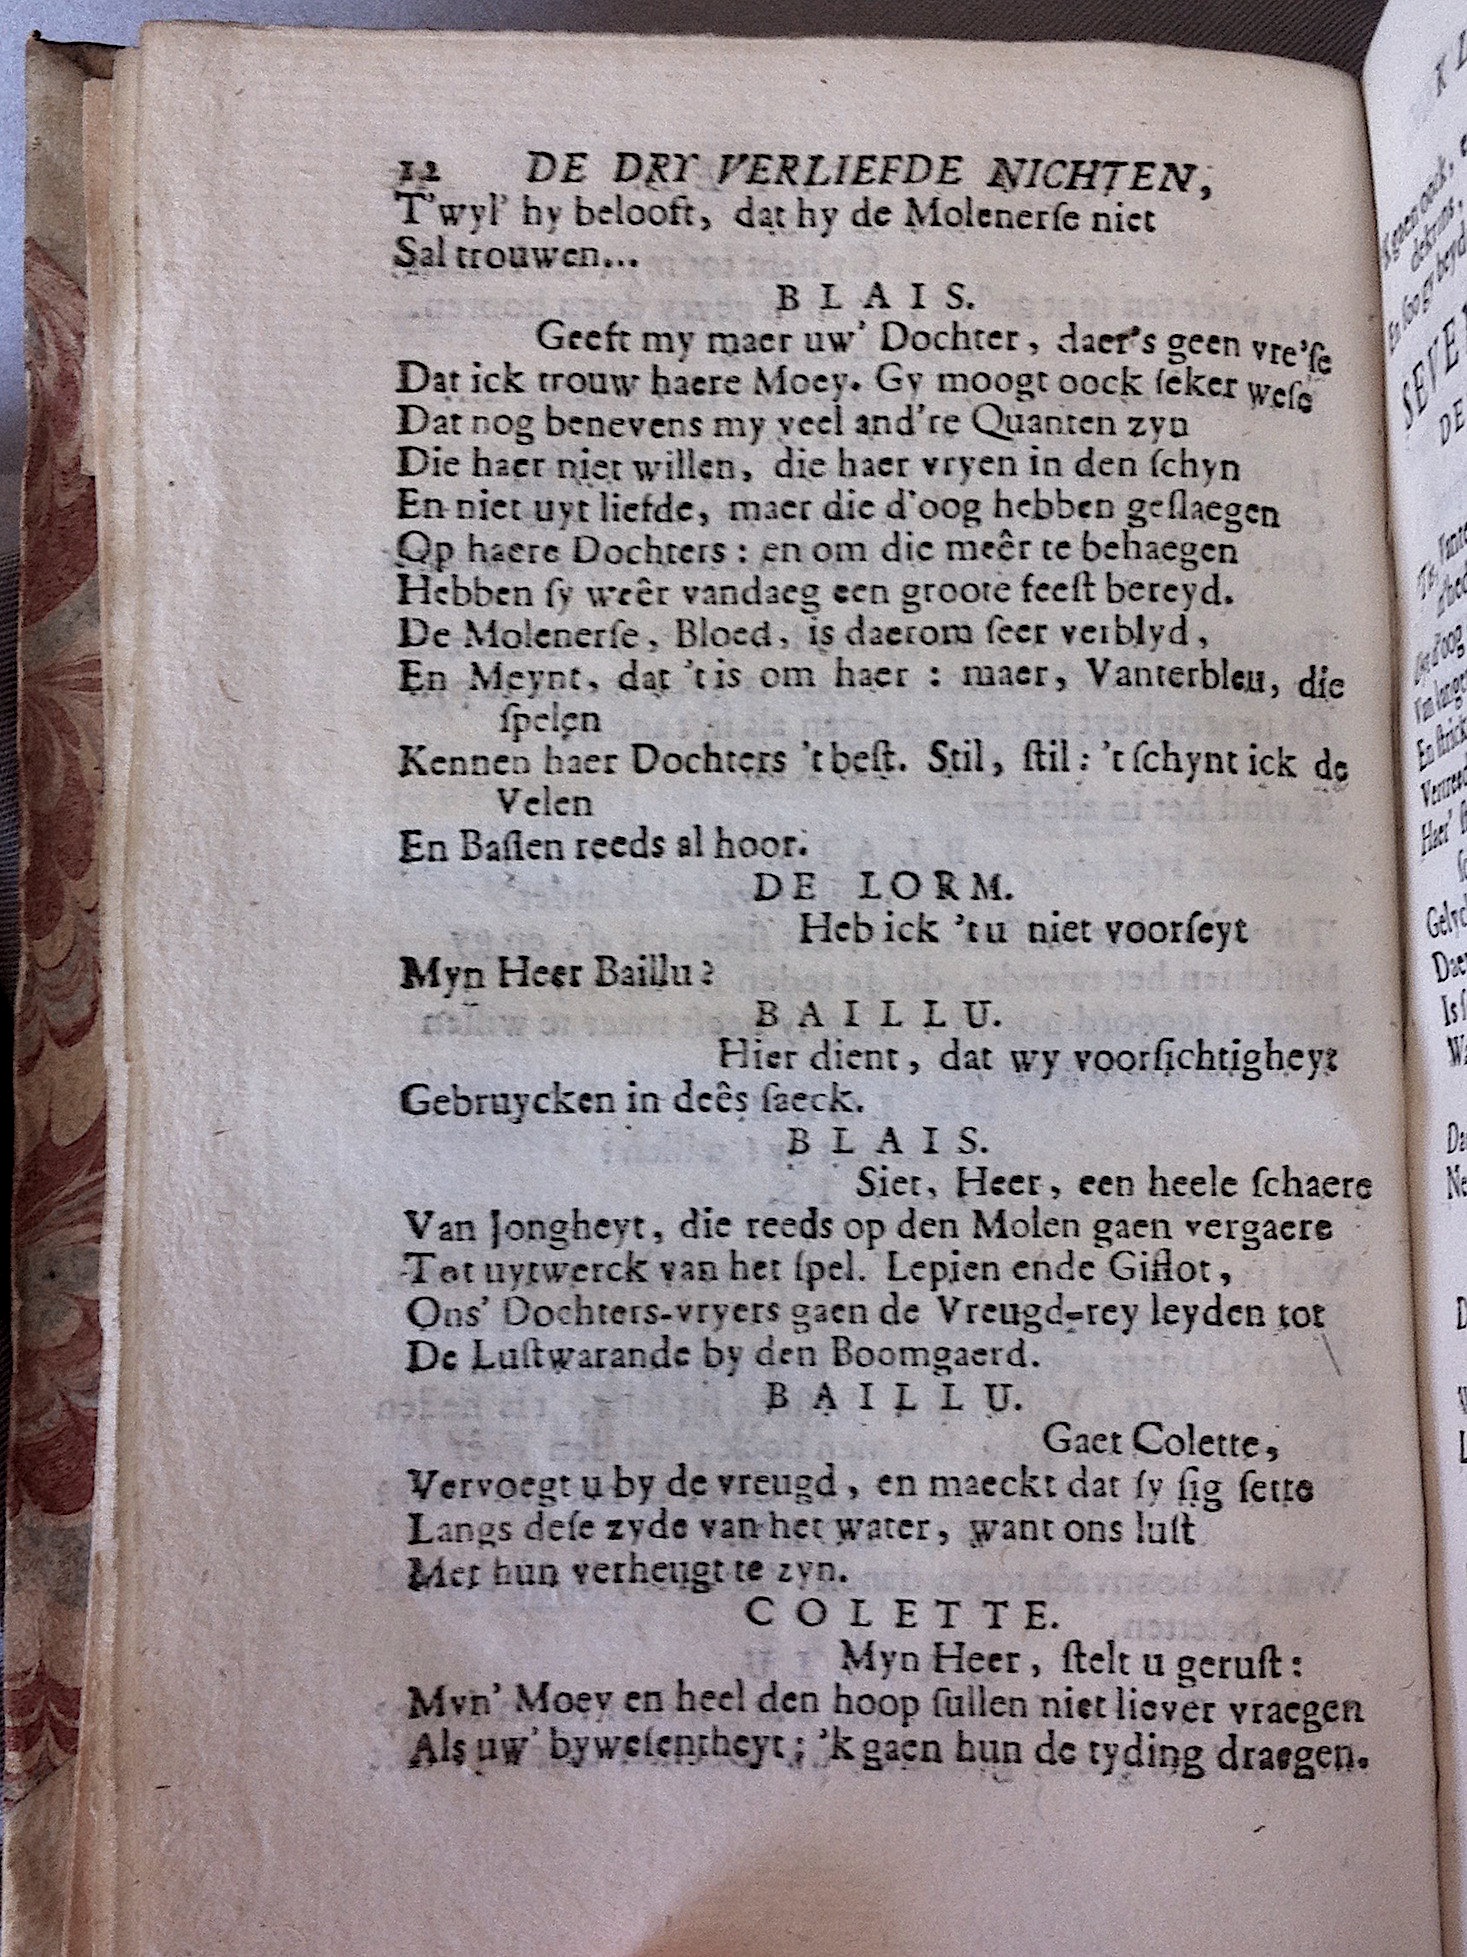 12 DE DRY VERLIEFDE NICHTEN,
T'wyl' hy belooft, dat hy de Molenerſe niet
Sal trouwen...
BLAIS.
Geeft my maer uw' Dochter, daer's geen vre'ſe
Dat ick trouw haere Moey. Gy moogt oock ſeker weſe
Dat nog benevens my veel and're Quanten zyn
Die haer niet willen, die haer vryen in den ſchyn
En niet uyt liefde, maer die d'oog hebben geſlaegen
Op haere Dochters : en om die meêr te behaegen
Hebben ſy weêr vandaeg een groote feeſt bereyd.
De Molenerſe, Bloed, is daerom ſeer verblyd,
En Meynt, dat 't is om haer : maer, Vanterbleu, die
ſpelen
Kennen haer Dochters 't beſt. Stil, ſtil : 't ſchynt ick de
Velen
En Baſſen reeds al hoor.
DE LORM.
Heb ick 't u niet voorſeyt
Myn Heer Baillu?
BAILLU.
Hier dient, dat wy voorſichtigheyt
Gebruycken in deês ſaeck.
BLAIS.
Siet, Heer, een heele ſchaere
Van Jongheyt, die reeds op den Molen gaen vergaere
Tot uytwerck van het ſpel. Lepien ende Giflot,
Ons' Dochters-vryers gaen de Vreugd-rey leyden tot
De Luſtwarande by den Boomgaerd.
BAILLU.
Gaet Colette,
Vervoegt u by de vreugd, en maeckt dat ſy ſig ſette
Langs deſe zyde van het water, want ons luſt
Met hun verheugt te zyn.
COLETTE.
Myn Heer, ſtelt u geruſt :
Myn' Moey en heel den hoop ſullen niet liever vraegen
Als uw' byweſentheyt ; 'k gaen hun de tyding draegen.